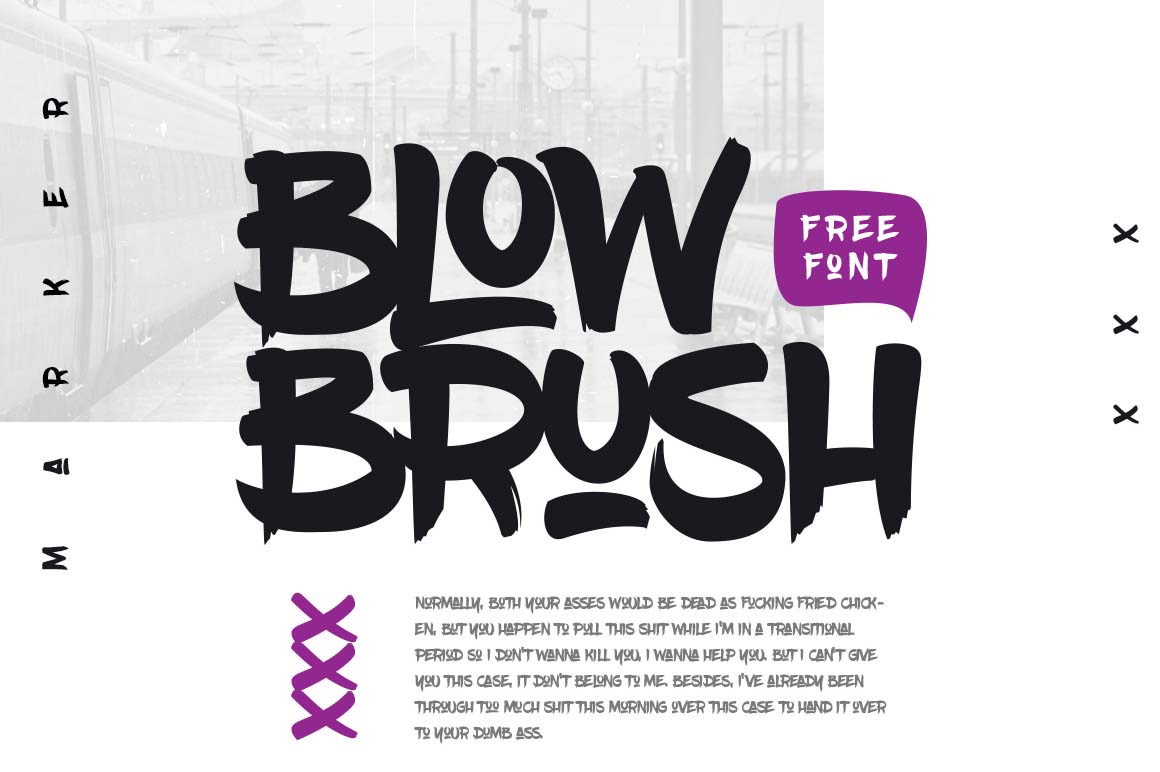 MARKER
BLOW
BRUSH
FREE
FONT
X X X
XXX
NORMALLY, BOTH YOUR ASSES WOULD BE DEAD AS FUCKING FRIED CHICK-
EN, BUT YOU HAPPEN TO PULL THIS SHIT WHILE I'M IN A TRANSITIONAL
PERIOD SO I DON'T WANNA KILL YOU, I WANNA HELP YOU. BUT I CAN'T GIVE
YOU THIS CASE, IT DON'T BELONG TO ME. BESIDES, I'VE ALREADY BEEN
THROUGH TOO MUCH SHIT THIS MORNING OVER THIS CASE TO HAND IT OVER
TO YOUR DUMB ASS.